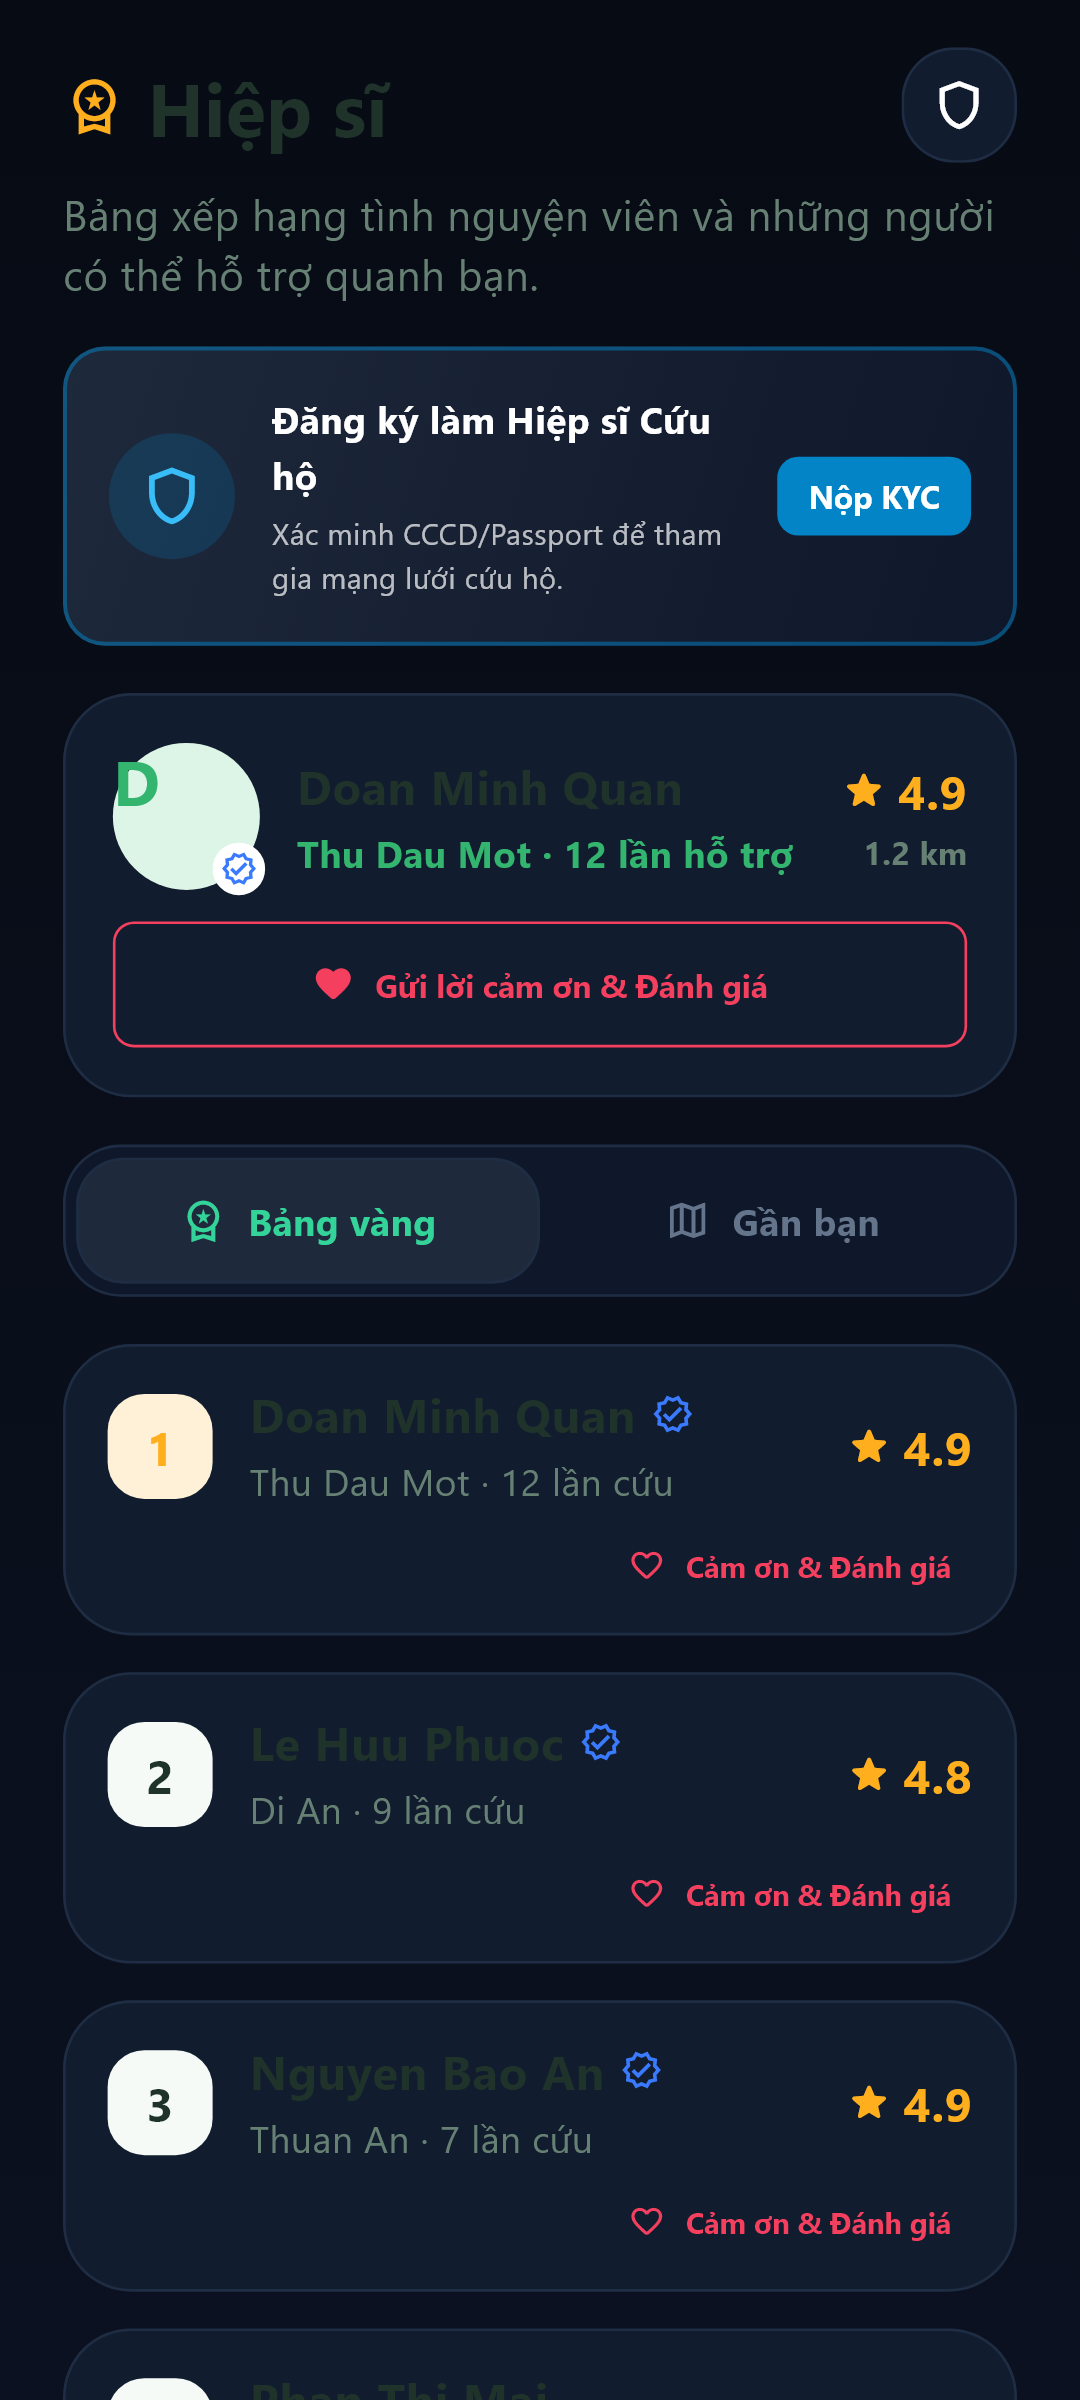 Hiệp sĩ
Bảng xếp hạng tình nguyện viên và những người
có thể hỗ trợ quanh bạn.
Đăng ký làm Hiệp sĩ Cứu
hộ
Xác minh CCCD/Passport để tham
gia mạng lưới cứu hộ.
Nộp KYC
D
Doan Minh Quan
4.9
Thu Dau Mot · 12 lần hỗ trợ
1.2 km
Gửi lời cảm ơn & Đánh giá
Bảng vàng
Gần bạn
1
Doan Minh Quan
Thu Dau Mot · 12 lần cứu
4.9
Cảm ơn & Đánh giá
2
Le Huu Phuoc
Di An · 9 lần cứu
4.8
Cảm ơn & Đánh giá
3
Nguyen Bao An
Thuan An · 7 lần cứu
4.9
Cảm ơn & Đánh giá
Phan Thi Mai